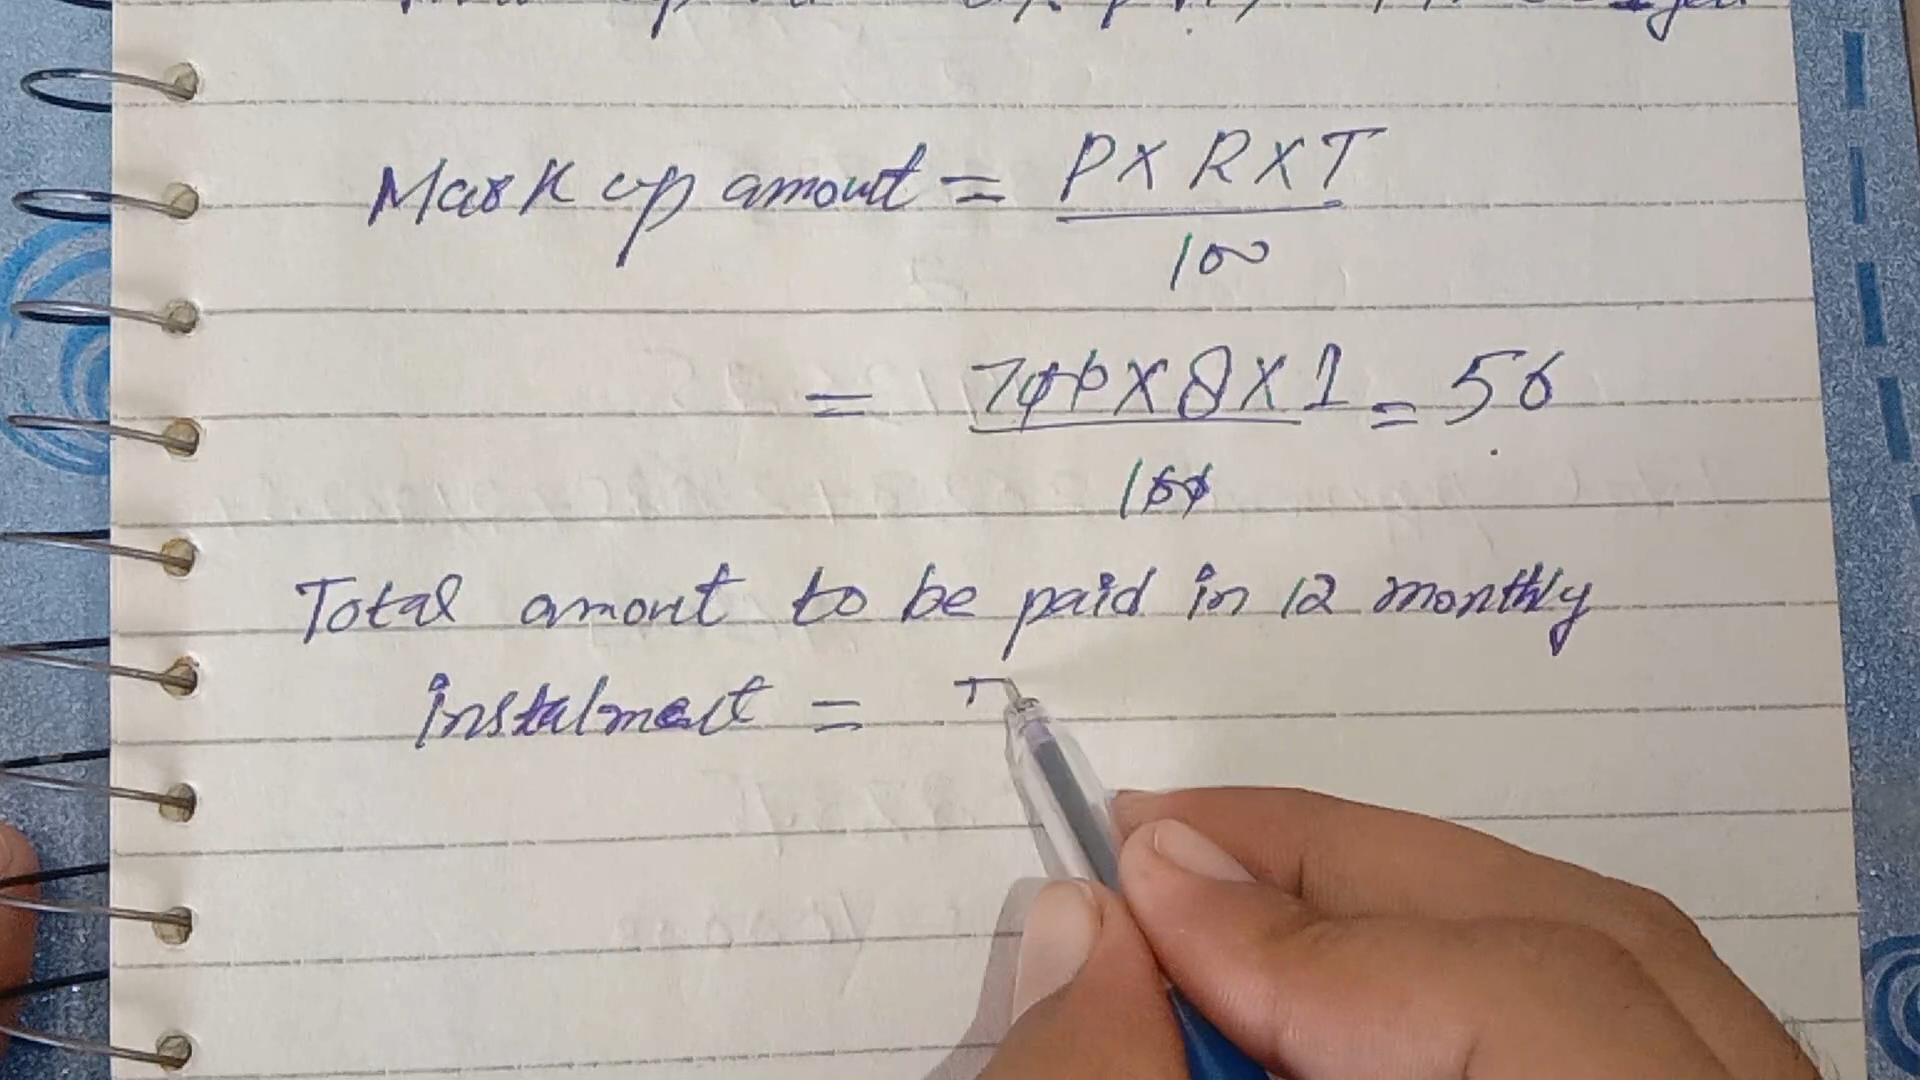 Mark up amount = P X R X T
100
= 700 X 8 X 1 = 56
100
Total amont to be paid in 12 monthly
instalment =